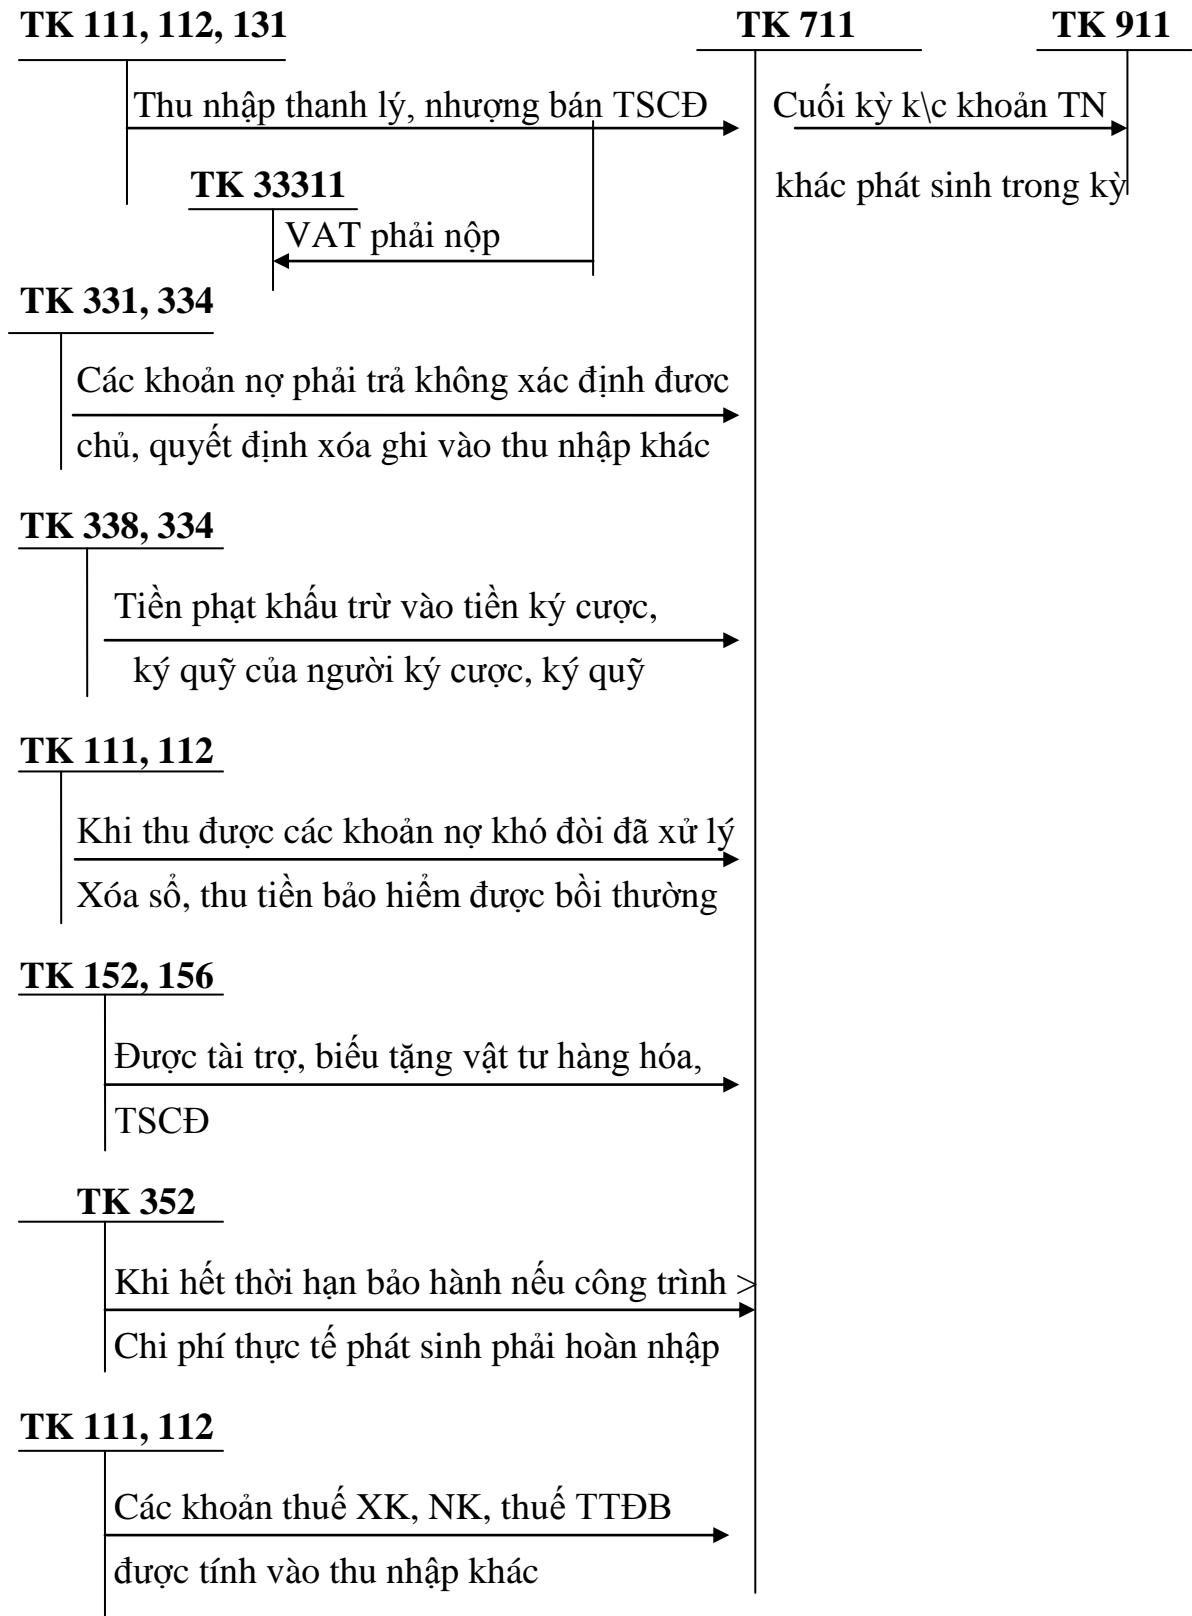 TK 111, 112, 131 TK 711 TK 911
Thu nhập thanh lý, nhượng bán TSCĐ Cuối kỳ k\c khoản TN
TK 33311 khác phát sinh trong kỳ
VAT phải nộp
TK 331, 334
Các khoản nợ phải trả không xác định đươc
chủ, quyết định xóa ghi vào thu nhập khác
TK 338, 334
Tiền phạt khấu trừ vào tiền ký cược,
ký quỹ của người ký cược, ký quỹ
TK 111, 112
Khi thu được các khoản nợ khó đòi đã xử lý
Xóa sổ, thu tiền bảo hiểm được bồi thường
TK 152, 156
Được tài trợ, biếu tặng vật tư hàng hóa,
TSCĐ
TK 352
Khi hết thời hạn bảo hành nếu công trình >
Chi phí thực tế phát sinh phải hoàn nhập
TK 111, 112
Các khoản thuế XK, NK, thuế TTĐB
được tính vào thu nhập khác